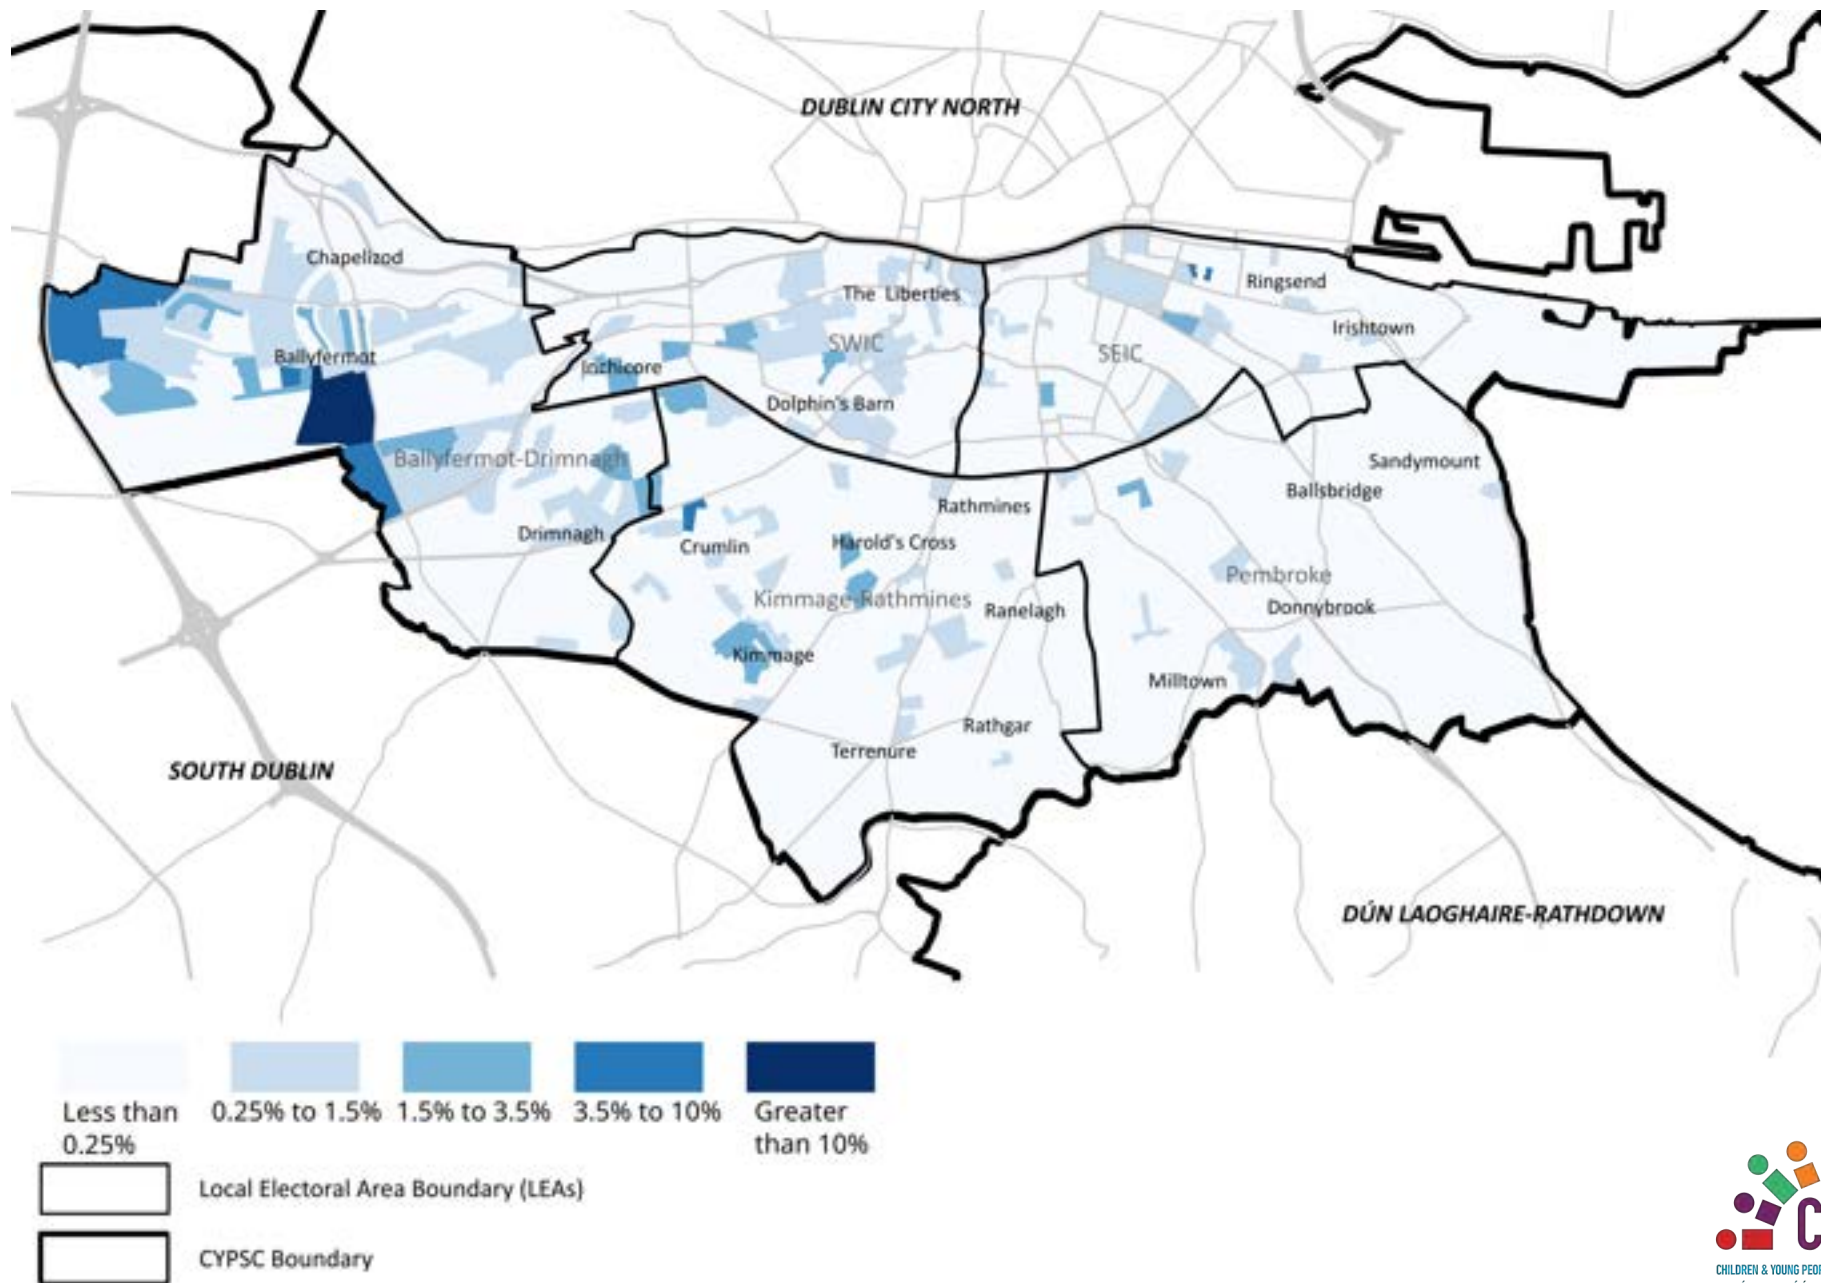 DUBLIN CITY NORTH
Chapelizod
Ringsend
The Liberties
Irishtown
SWIC
SEIC
Ballyfermot
Inchicore
Dolphin's Barn
Ballyfermot-Drimnagh
Sandymount
Ballsbridge
Rathmines
Drimnagh
Crumlin
Harold's Cross
Pembroke
Kimmage-Rathmines
Donnybrook
Ranelagh
Kimmage
Milltown
Rathgar
Terrenure
SOUTH DUBLIN
DÚN LAOGHAIRE-RATHDOWN
Less than
0.25%
0.25% to 1.5%
1.5% to 3.5%
3.5% to 10%
Greater
than 10%
Local Electoral Area Boundary (LEAs)
CYPSC Boundary
C
CHILDREN & YOUNG PEO